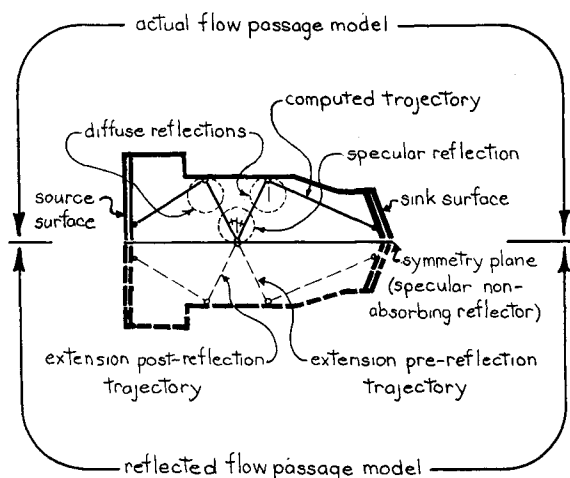 actual flow passage model
computed trajectory
diffuse reflections
specular reflection
source
surface
sink surface
symmetry plane
(specular non-
absorbing reflector)
extension post-reflection
trajectory
extension pre-reflection
trajectory
reflected flow passage model